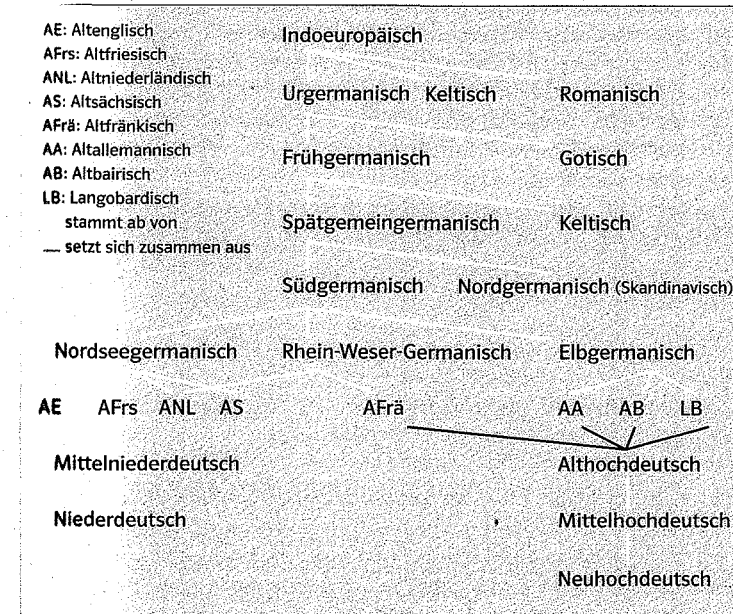 AE: Altenglisch
AFrs: Altfriesisch
ANL: Altniederländisch
AS: Altsächsisch
AFrä: Altfränkisch
AA: Altallemannisch
AB: Altbairisch
LB: Langobardisch
stammt ab von
setzt sich zusammen aus
Indoeuropäisch
Urgermanisch Keltisch Romanisch
Frühgermanisch Gotisch
Spätgemeingermanisch Keltisch
Südgermanisch Nordgermanisch (Skandinavisch)
Nordseegermanisch Rhein-Weser-Germanisch Elbgermanisch
AE AFrs ANL AS AFrä AA AB LB
Mittelniederdeutsch Althochdeutsch
Niederdeutsch Mittelhochdeutsch
Neuhochdeutsch